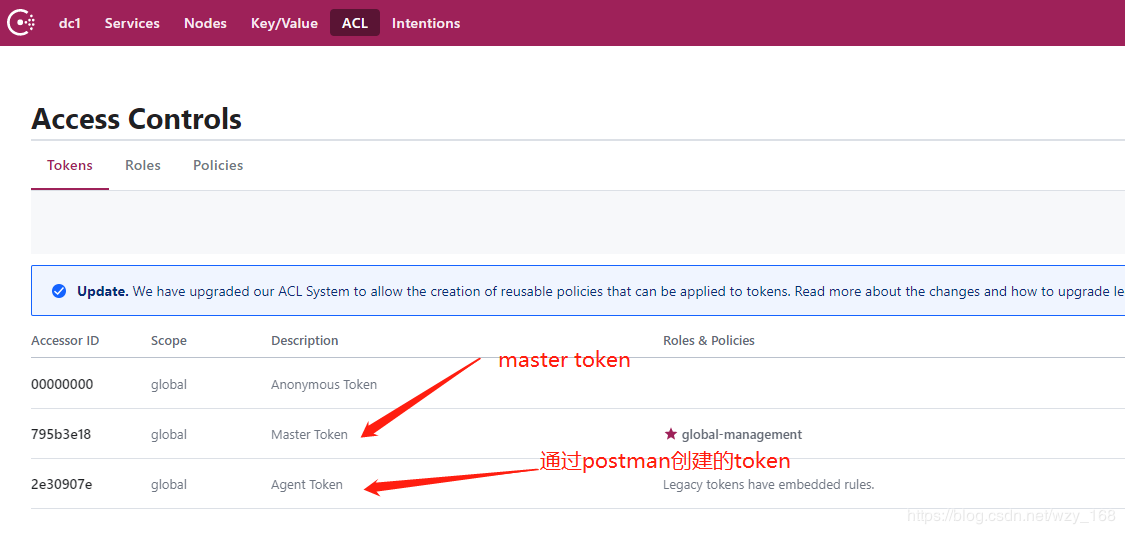 dc1 Services Nodes Key/Value ACL Intentions
Access Controls
Tokens Roles Policies
Update. We have upgraded our ACL System to allow the creation of reusable policies that can be applied to tokens. Read more about the changes and how to upgrade le
Accessor ID Scope Description Roles & Policies
master token
00000000 global Anonymous Token
795b3e18 global Master Token global-management
通过postman创建的token
2e30907e global Agent Token Legacy tokens have embedded rules.
https://blog.csdn.net/wzy_168